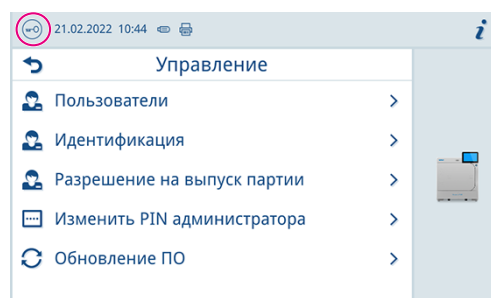 21.02.2022 10:44
i
Управление
Пользователи
Идентификация
Разрешение на выпуск партии
Изменить PIN администратора
Обновление ПО